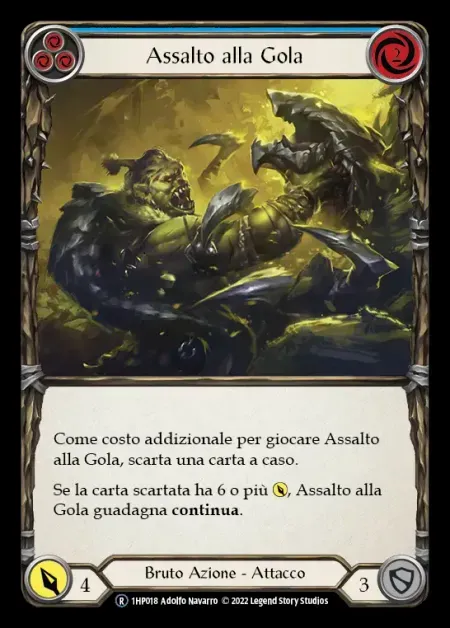 Assalto alla Gola
2
Come costo addizionale per giocare Assalto
alla Gola, scarta una carta a caso.
Se la carta scartata ha 6 o più , Assalto alla
Gola guadagna continua.
4
Bruto Azione - Attacco
3
R 1HP018 Adolfo Navarro © 2022 Legend Story Studios